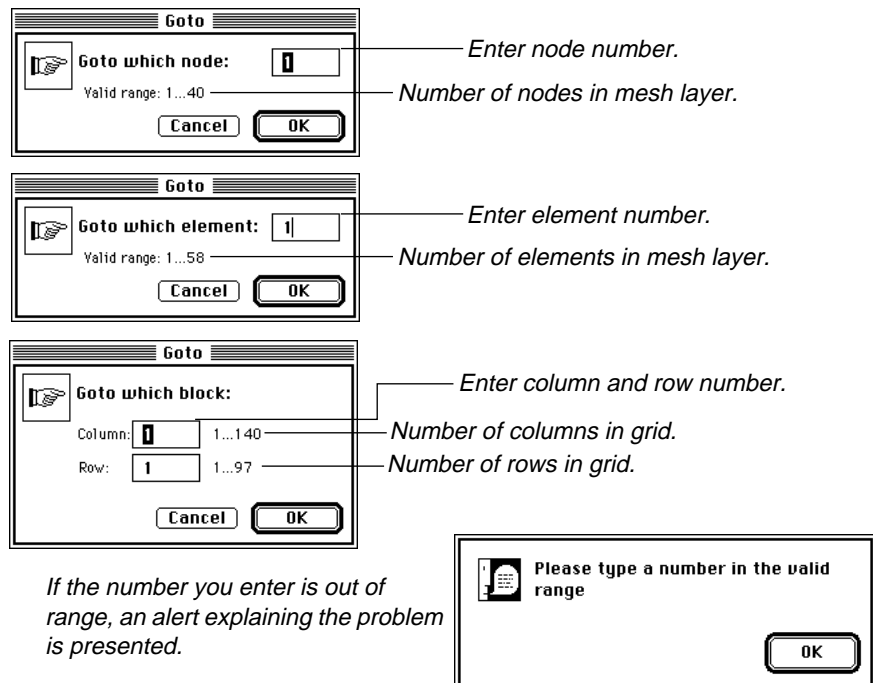 Goto
Goto which node: 1
Enter node number.
Valid range: 1...40
Number of nodes in mesh layer.
Cancel OK
Goto
Goto which element: 1
Enter element number.
Valid range: 1...58
Number of elements in mesh layer.
Cancel OK
Goto
Goto which block:
Enter column and row number.
Column: 1 1...140
Number of columns in grid.
Row: 1 1...97
Number of rows in grid.
Cancel OK
If the number you enter is out of
range, an alert explaining the problem
is presented.
Please type a number in the valid
range
OK